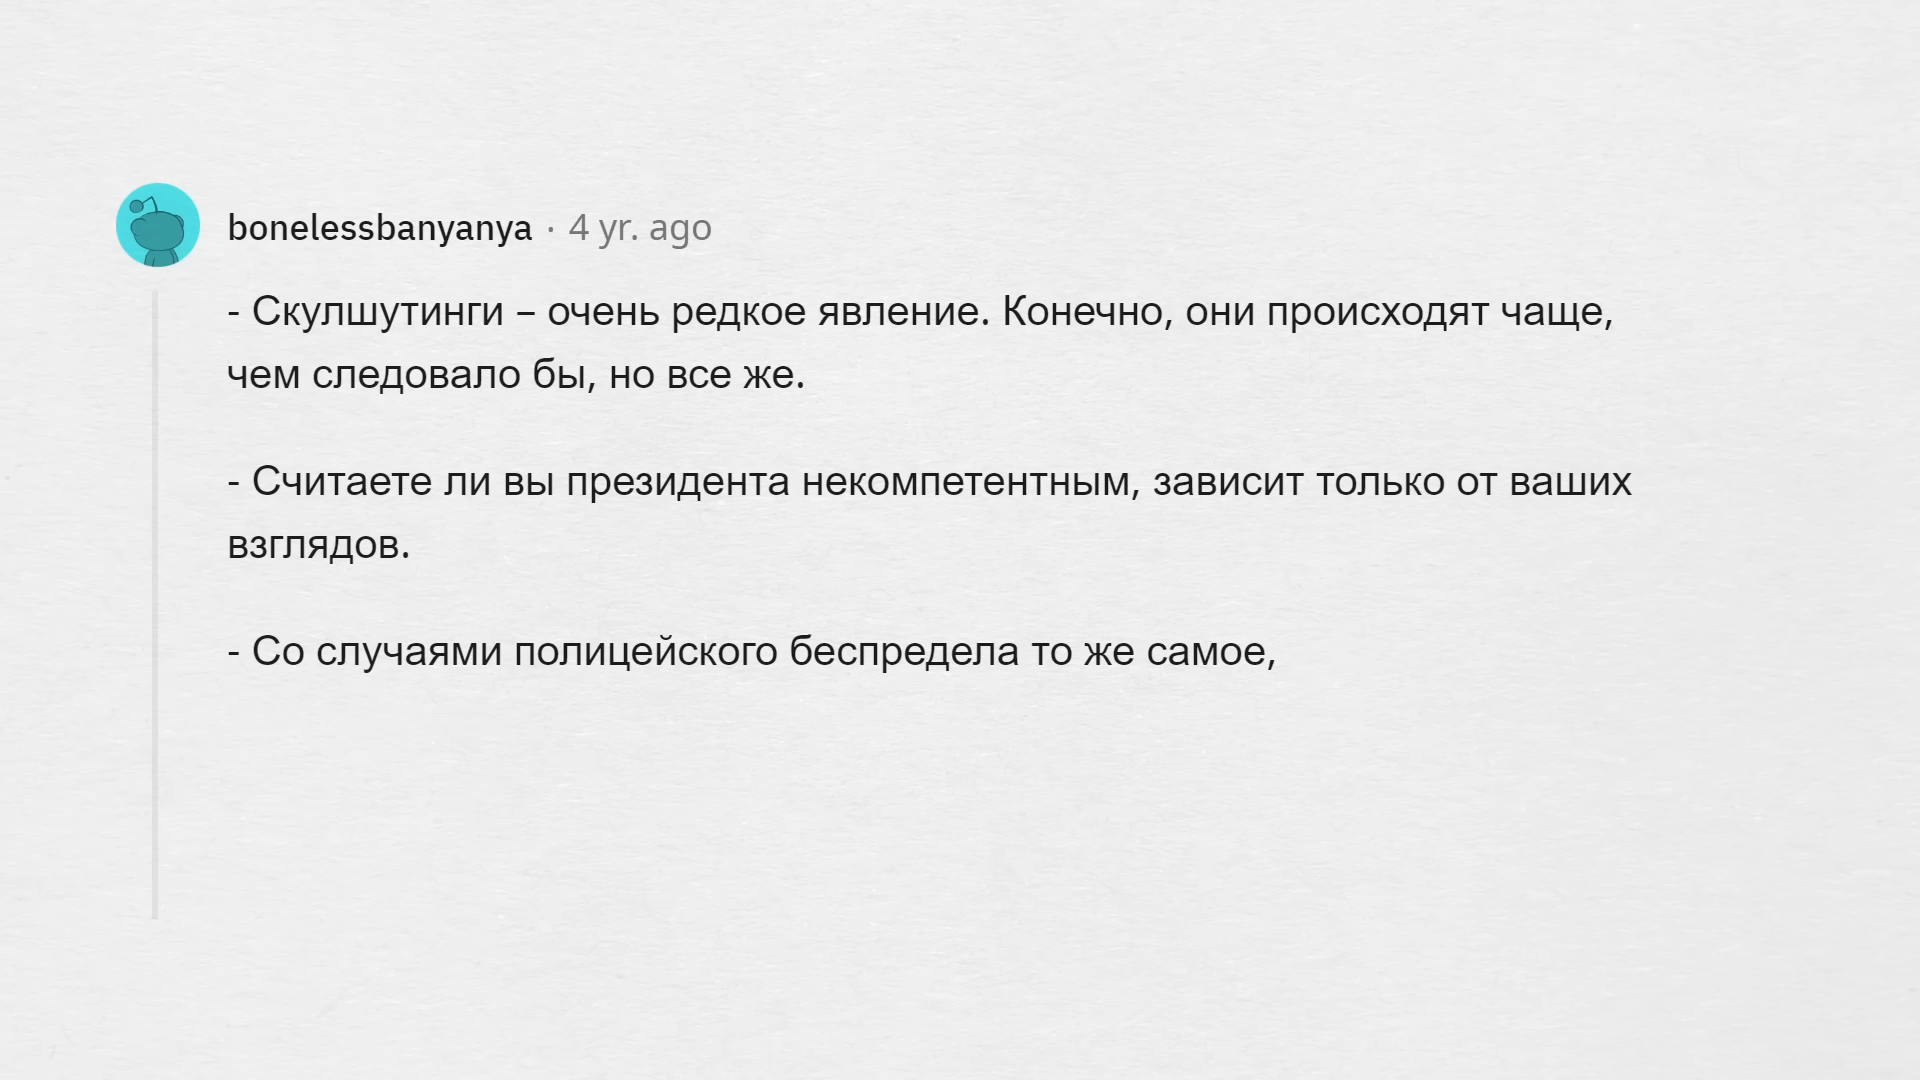 bonelessbanyanya · 4 yr. ago
- Скулшутинги – очень редкое явление. Конечно, они происходят чаще,
чем следовало бы, но все же.
- Считаете ли вы президента некомпетентным, зависит только от ваших
взглядов.
- Со случаями полицейского беспредела то же самое,